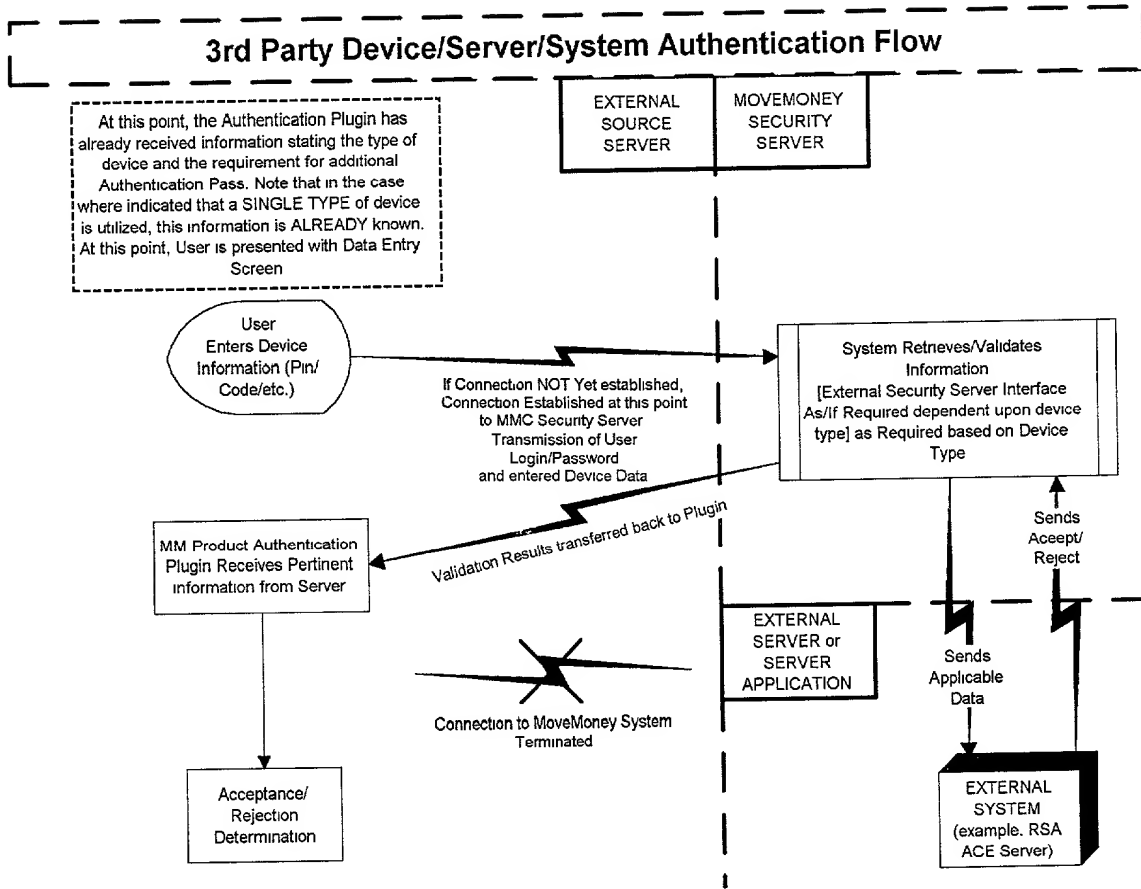 3rd Party Device/Server/System Authentication Flow
At this point, the Authentication Plugin has
already received information stating the type of
device and the requirement for additional
Authentication Pass. Note that in the case
where indicated that a SINGLE TYPE of device
is utilized, this information is ALREADY known.
At this point, User is presented with Data Entry
Screen
EXTERNAL
SOURCE
SERVER
MOVEMONEY
SECURITY
SERVER
User
Enters Device
Information (Pin/
Code/etc.)
If Connection NOT Yet established,
Connection Established at this point
to MMC Security Server
Transmission of User
Login/Password
and entered Device Data
System Retrieves/Validates
Information
[External Security Server Interface
As/If Required dependent upon device
type] as Required based on Device
Type
Validation Results transferred back to Plugin
MM Product Authentication
Plugin Receives Pertinent
information from Server
Sends
Accept/
Reject
EXTERNAL
SERVER or
SERVER
APPLICATION
Sends
Applicable
Data
Connection to MoveMoney System
Terminated
Acceptance/
Rejection
Determination
EXTERNAL
SYSTEM
(example. RSA
ACE Server)